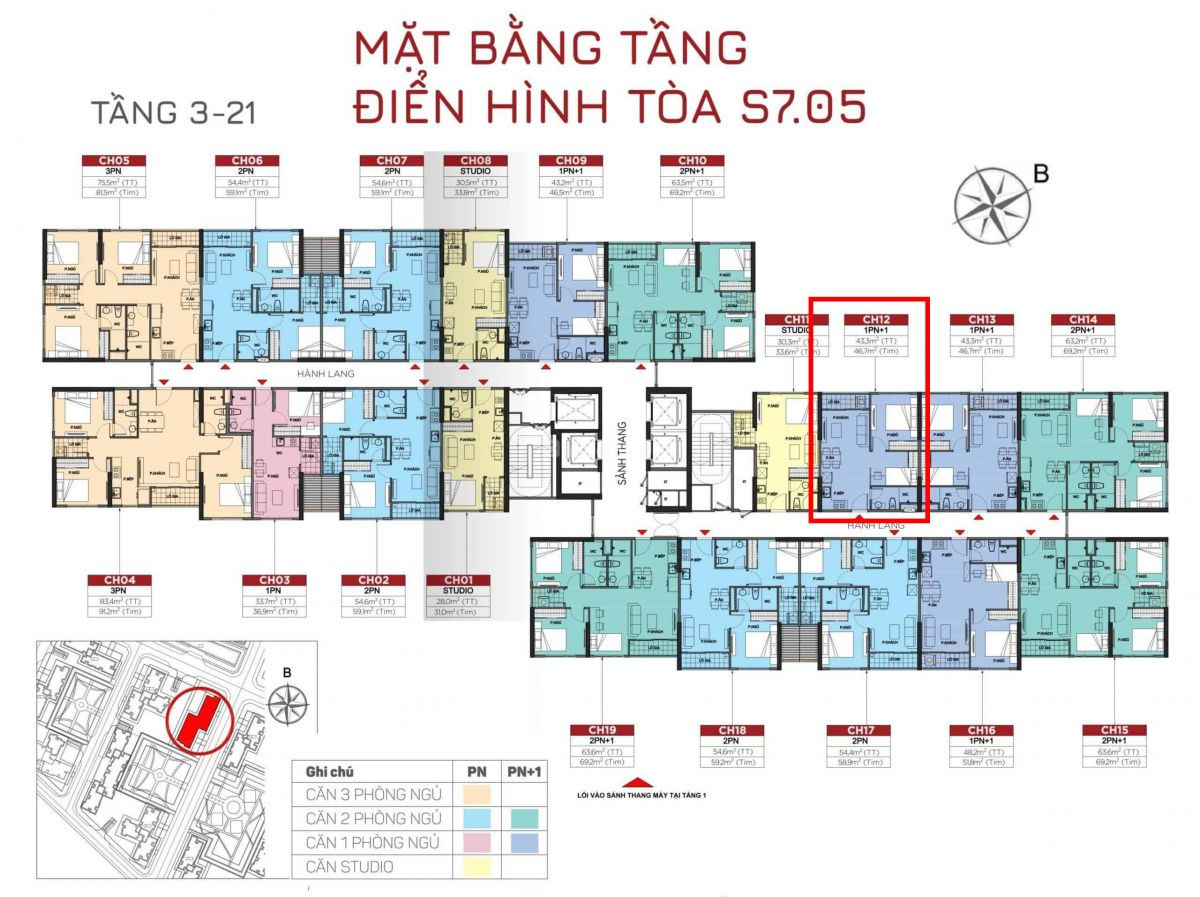 MẶT BẰNG TẦNG
ĐIỂN HÌNH TÒA S7.05
TẦNG 3-21
CH05
3PN
75,5m² (TT)
81,5m² (Tim)
CH06
2PN
54,4m² (TT)
59,1m² (Tim)
CH07
2PN
54,6m² (TT)
59,1m² (Tim)
CH08
STUDIO
30,5m² (TT)
33,8m² (Tim)
CH09
1PN+1
43,2m² (TT)
46,5m² (Tim)
CH10
2PN+1
63,5m² (TT)
69,2m² (Tim)
B
CH11
STUDIO
30,3m² (TT)
33,6m² (Tim)
CH12
1PN+1
43,3m² (TT)
46,7m² (Tim)
CH13
1PN+1
43,3m² (TT)
46,7m² (Tim)
CH14
2PN+1
63,2m² (TT)
69,2m² (Tim)
HÀNH LANG
SẢNH THANG
HÀNH LANG
CH04
3PN
83,4m² (TT)
91,2m² (Tim)
CH03
1PN
33,7m² (TT)
36,9m² (Tim)
CH02
2PN
54,6m² (TT)
59,1m² (Tim)
CH01
STUDIO
28,0m² (TT)
31,0m² (Tim)
CH19
2PN+1
63,6m² (TT)
69,2m² (Tim)
CH18
2PN
54,6m² (TT)
59,2m² (Tim)
CH17
2PN
54,4m² (TT)
58,9m² (Tim)
CH16
1PN+1
48,2m² (TT)
51,8m² (Tim)
CH15
2PN+1
63,6m² (TT)
69,2m² (Tim)
LỐI VÀO SẢNH THANG MÁY TẠI TẦNG 1
B
Ghi chú PN PN+1
CĂN 3 PHÒNG NGỦ
CĂN 2 PHÒNG NGỦ
CĂN 1 PHÒNG NGỦ
CĂN STUDIO